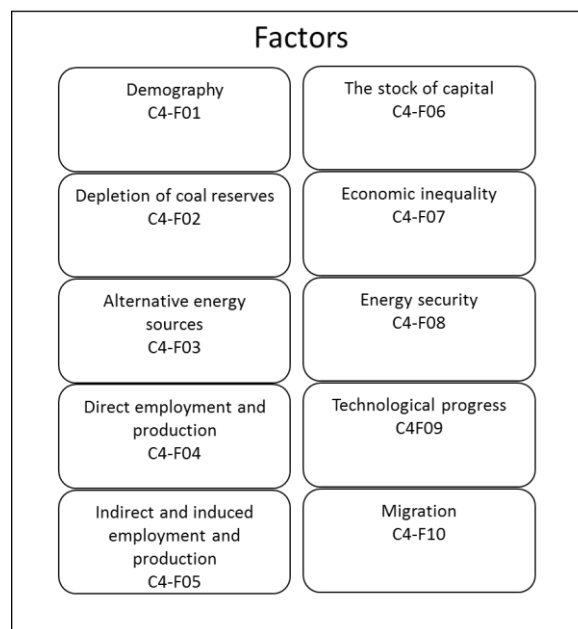 Factors
Demography
C4-F01
Depletion of coal reserves
C4-F02
Alternative energy
sources
C4-F03
Direct employment and
production
C4-F04
Indirect and induced
employment and
production
C4-F05
The stock of capital
C4-F06
Economic inequality
C4-F07
Energy security
C4-F08
Technological progress
C4F09
Migration
C4-F10